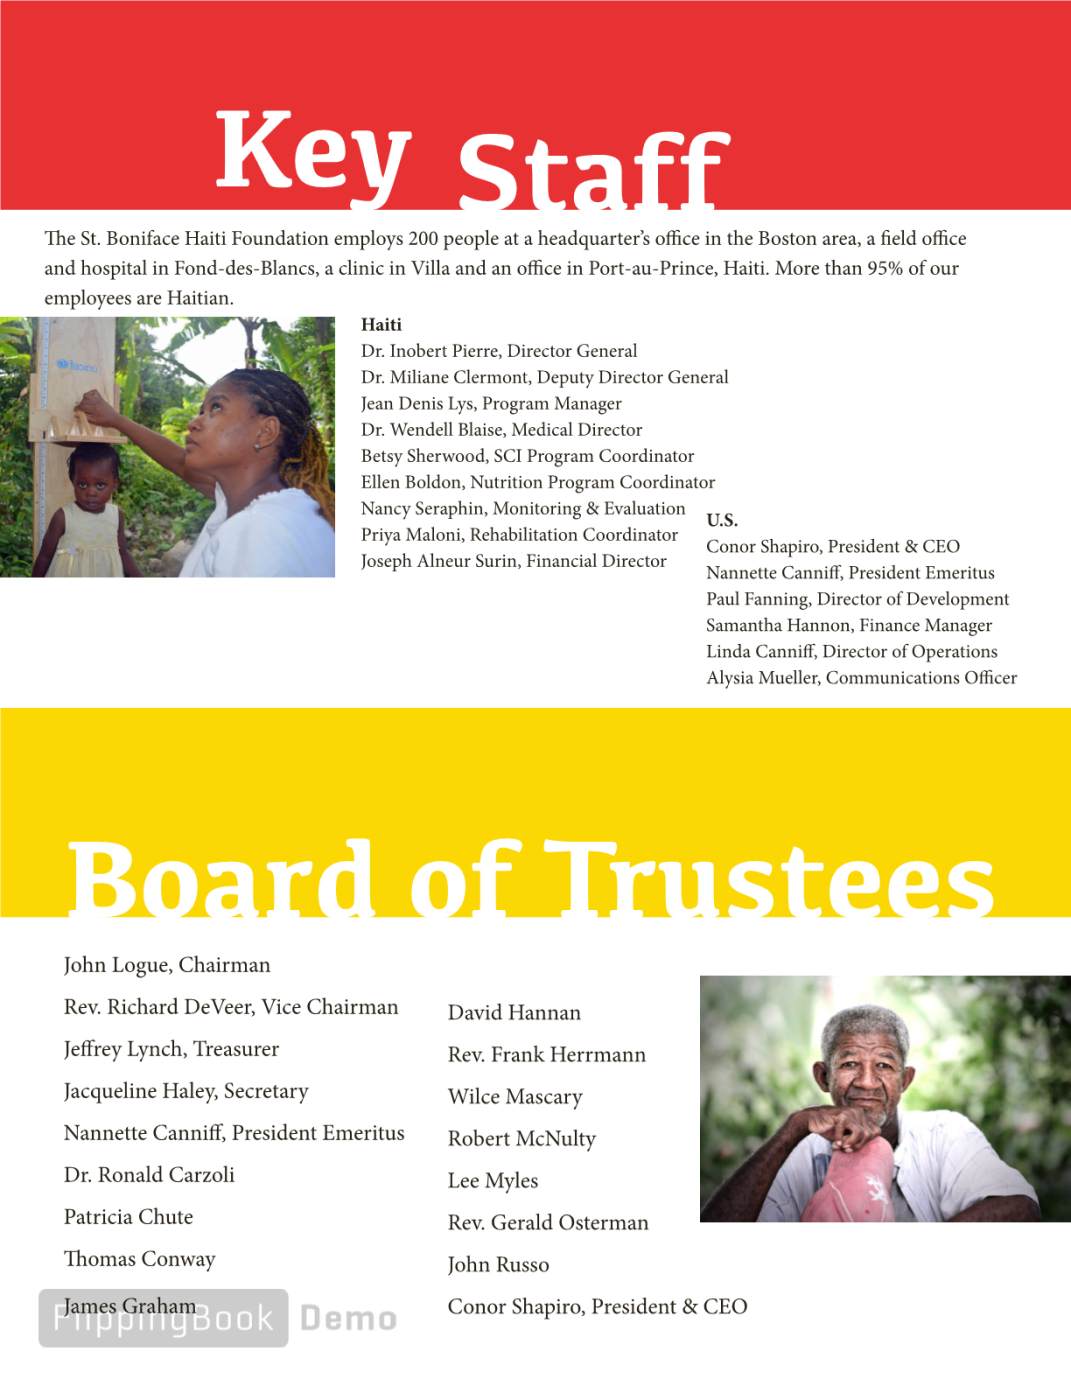 Key Staff
The St. Boniface Haiti Foundation employs 200 people at a headquarter's office in the Boston area, a field office
and hospital in Fond-des-Blancs, a clinic in Villa and an office in Port-au-Prince, Haiti. More than 95% of our
employees are Haitian.
Haiti
Dr. Inobert Pierre, Director General
Dr. Miliane Clermont, Deputy Director General
Jean Denis Lys, Program Manager
Dr. Wendell Blaise, Medical Director
Betsy Sherwood, SCI Program Coordinator
Ellen Boldon, Nutrition Program Coordinator
Nancy Seraphin, Monitoring & Evaluation
Priya Maloni, Rehabilitation Coordinator
Joseph Alneur Surin, Financial Director
U.S.
Conor Shapiro, President & CEO
Nannette Canniff, President Emeritus
Paul Fanning, Director of Development
Samantha Hannon, Finance Manager
Linda Canniff, Director of Operations
Alysia Mueller, Communications Officer
Board of Trustees
John Logue, Chairman
Rev. Richard DeVeer, Vice Chairman
Jeffrey Lynch, Treasurer
Jacqueline Haley, Secretary
Nannette Canniff, President Emeritus
Dr. Ronald Carzoli
Patricia Chute
Thomas Conway
James Graham
David Hannan
Rev. Frank Herrmann
Wilce Mascary
Robert McNulty
Lee Myles
Rev. Gerald Osterman
John Russo
Conor Shapiro, President & CEO
FlippingBook Demo